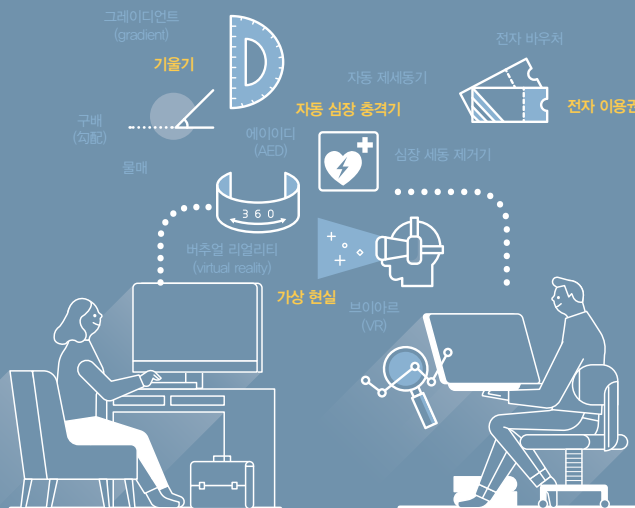 그레이디언트
(gradient)
기울기
구배
(勾配)
물매
전자 바우처
전자 이용권
자동 제세동기
자동 심장 충격기
에이이디
(AED)
심장 세동 제거기
360
버추얼 리얼리티
(virtual reality)
가상 현실
브이아르
(VR)